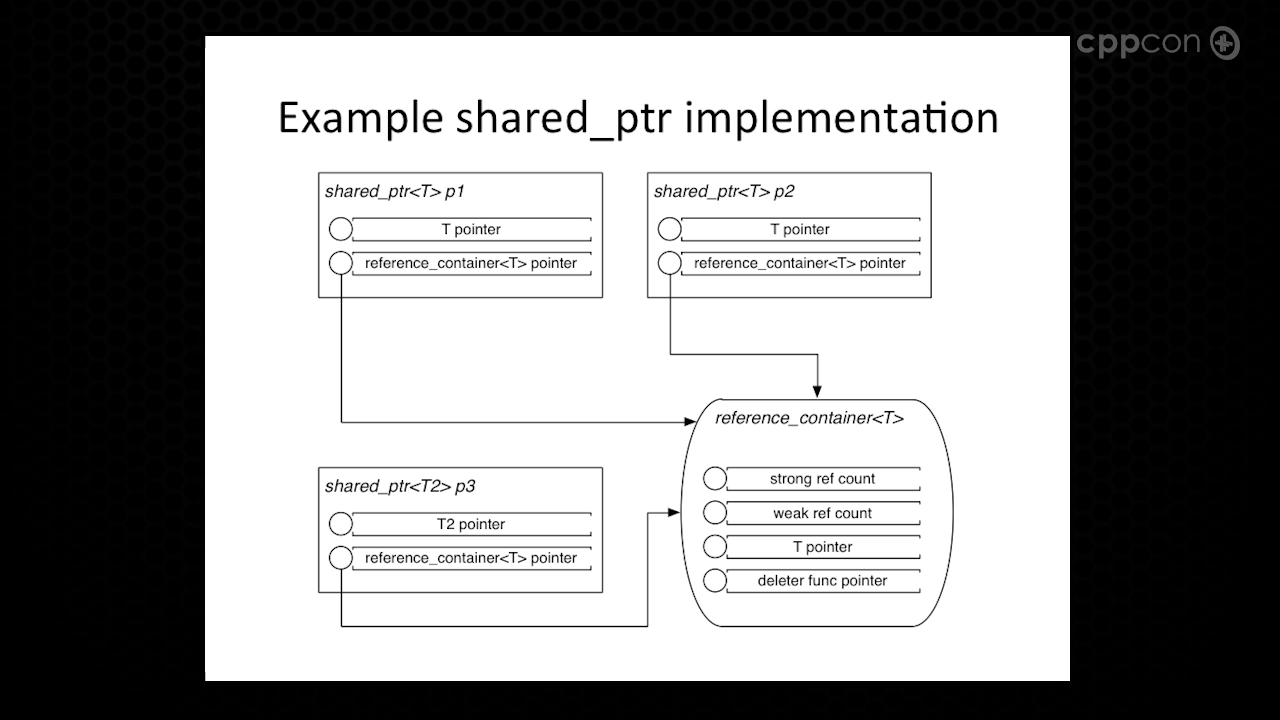 cppcon
Example shared_ptr implementation
shared_ptr<T> p1
T pointer
reference_container<T> pointer
shared_ptr<T> p2
T pointer
reference_container<T> pointer
reference_container<T>
strong ref count
weak ref count
T pointer
deleter func pointer
shared_ptr<T2> p3
T2 pointer
reference_container<T> pointer